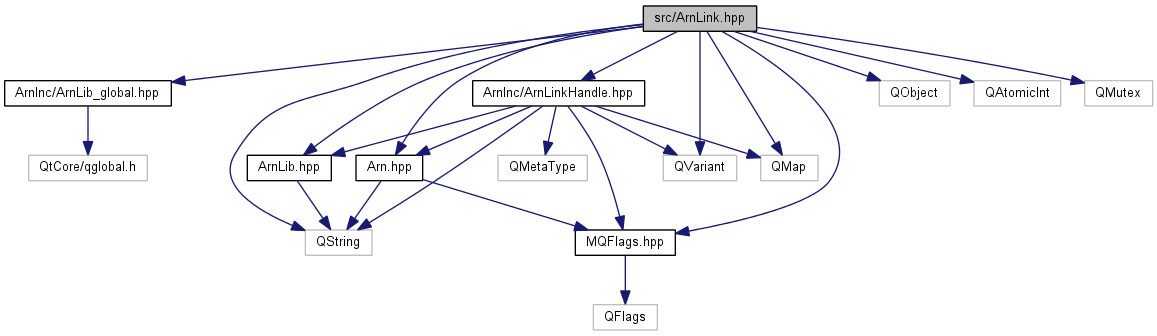 src/ArnLink.hpp
ArnInc/ArnLib_global.hpp
ArnInc/ArnLinkHandle.hpp
QObject
QAtomicInt
QMutex
QtCore/qglobal.h
ArnLib.hpp
Arn.hpp
QMetaType
QVariant
QMap
QString
MQFlags.hpp
QFlags